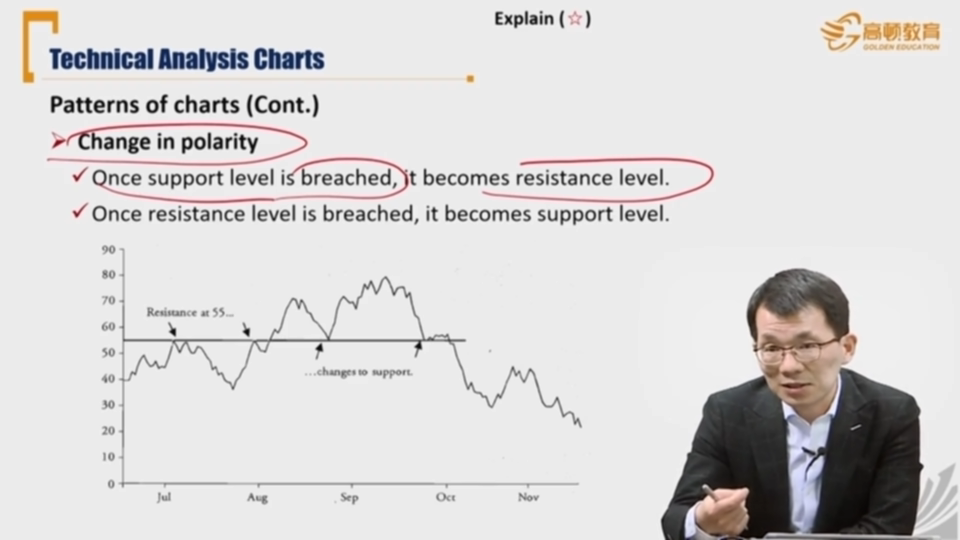 Explain (☆)
高顿教育
GOLDEN EDUCATION
Technical Analysis Charts
Patterns of charts (Cont.)
➢ Change in polarity
✓ Once support level is breached, it becomes resistance level.
✓ Once resistance level is breached, it becomes support level.
90
80
70
60
50
40
30
20
10
0
Resistance at 55...
...changes to support.
Jul Aug Sep Oct Nov